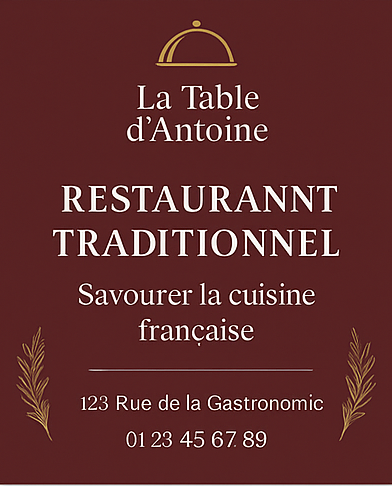 La Table
d’Antoine
RESTAURANNT
TRADITIONNEL
Savourer la cuisine
française
123 Rue de la Gastronomic
01 23 45 67. 89